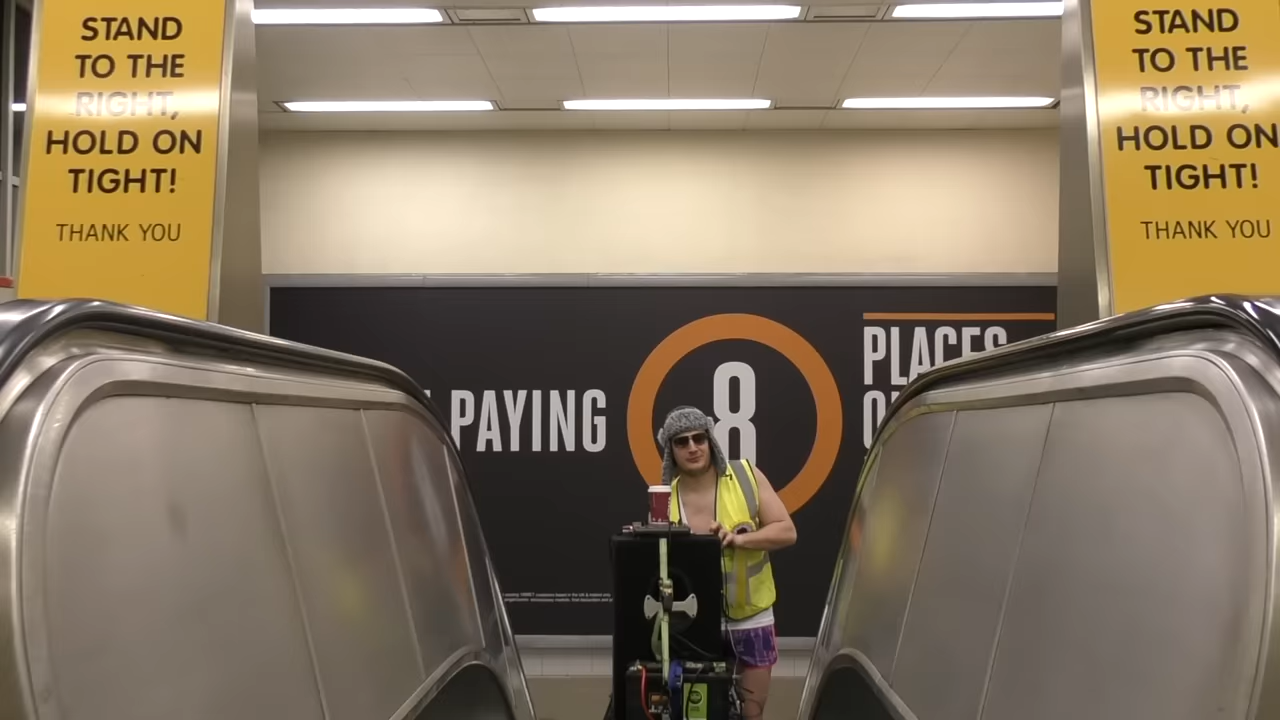 STAND
TO THE
RIGHT,
HOLD ON
TIGHT!
THANK YOU
STAND
TO THE
RIGHT,
HOLD ON
TIGHT!
THANK YOU
PAYING
8
PLACES